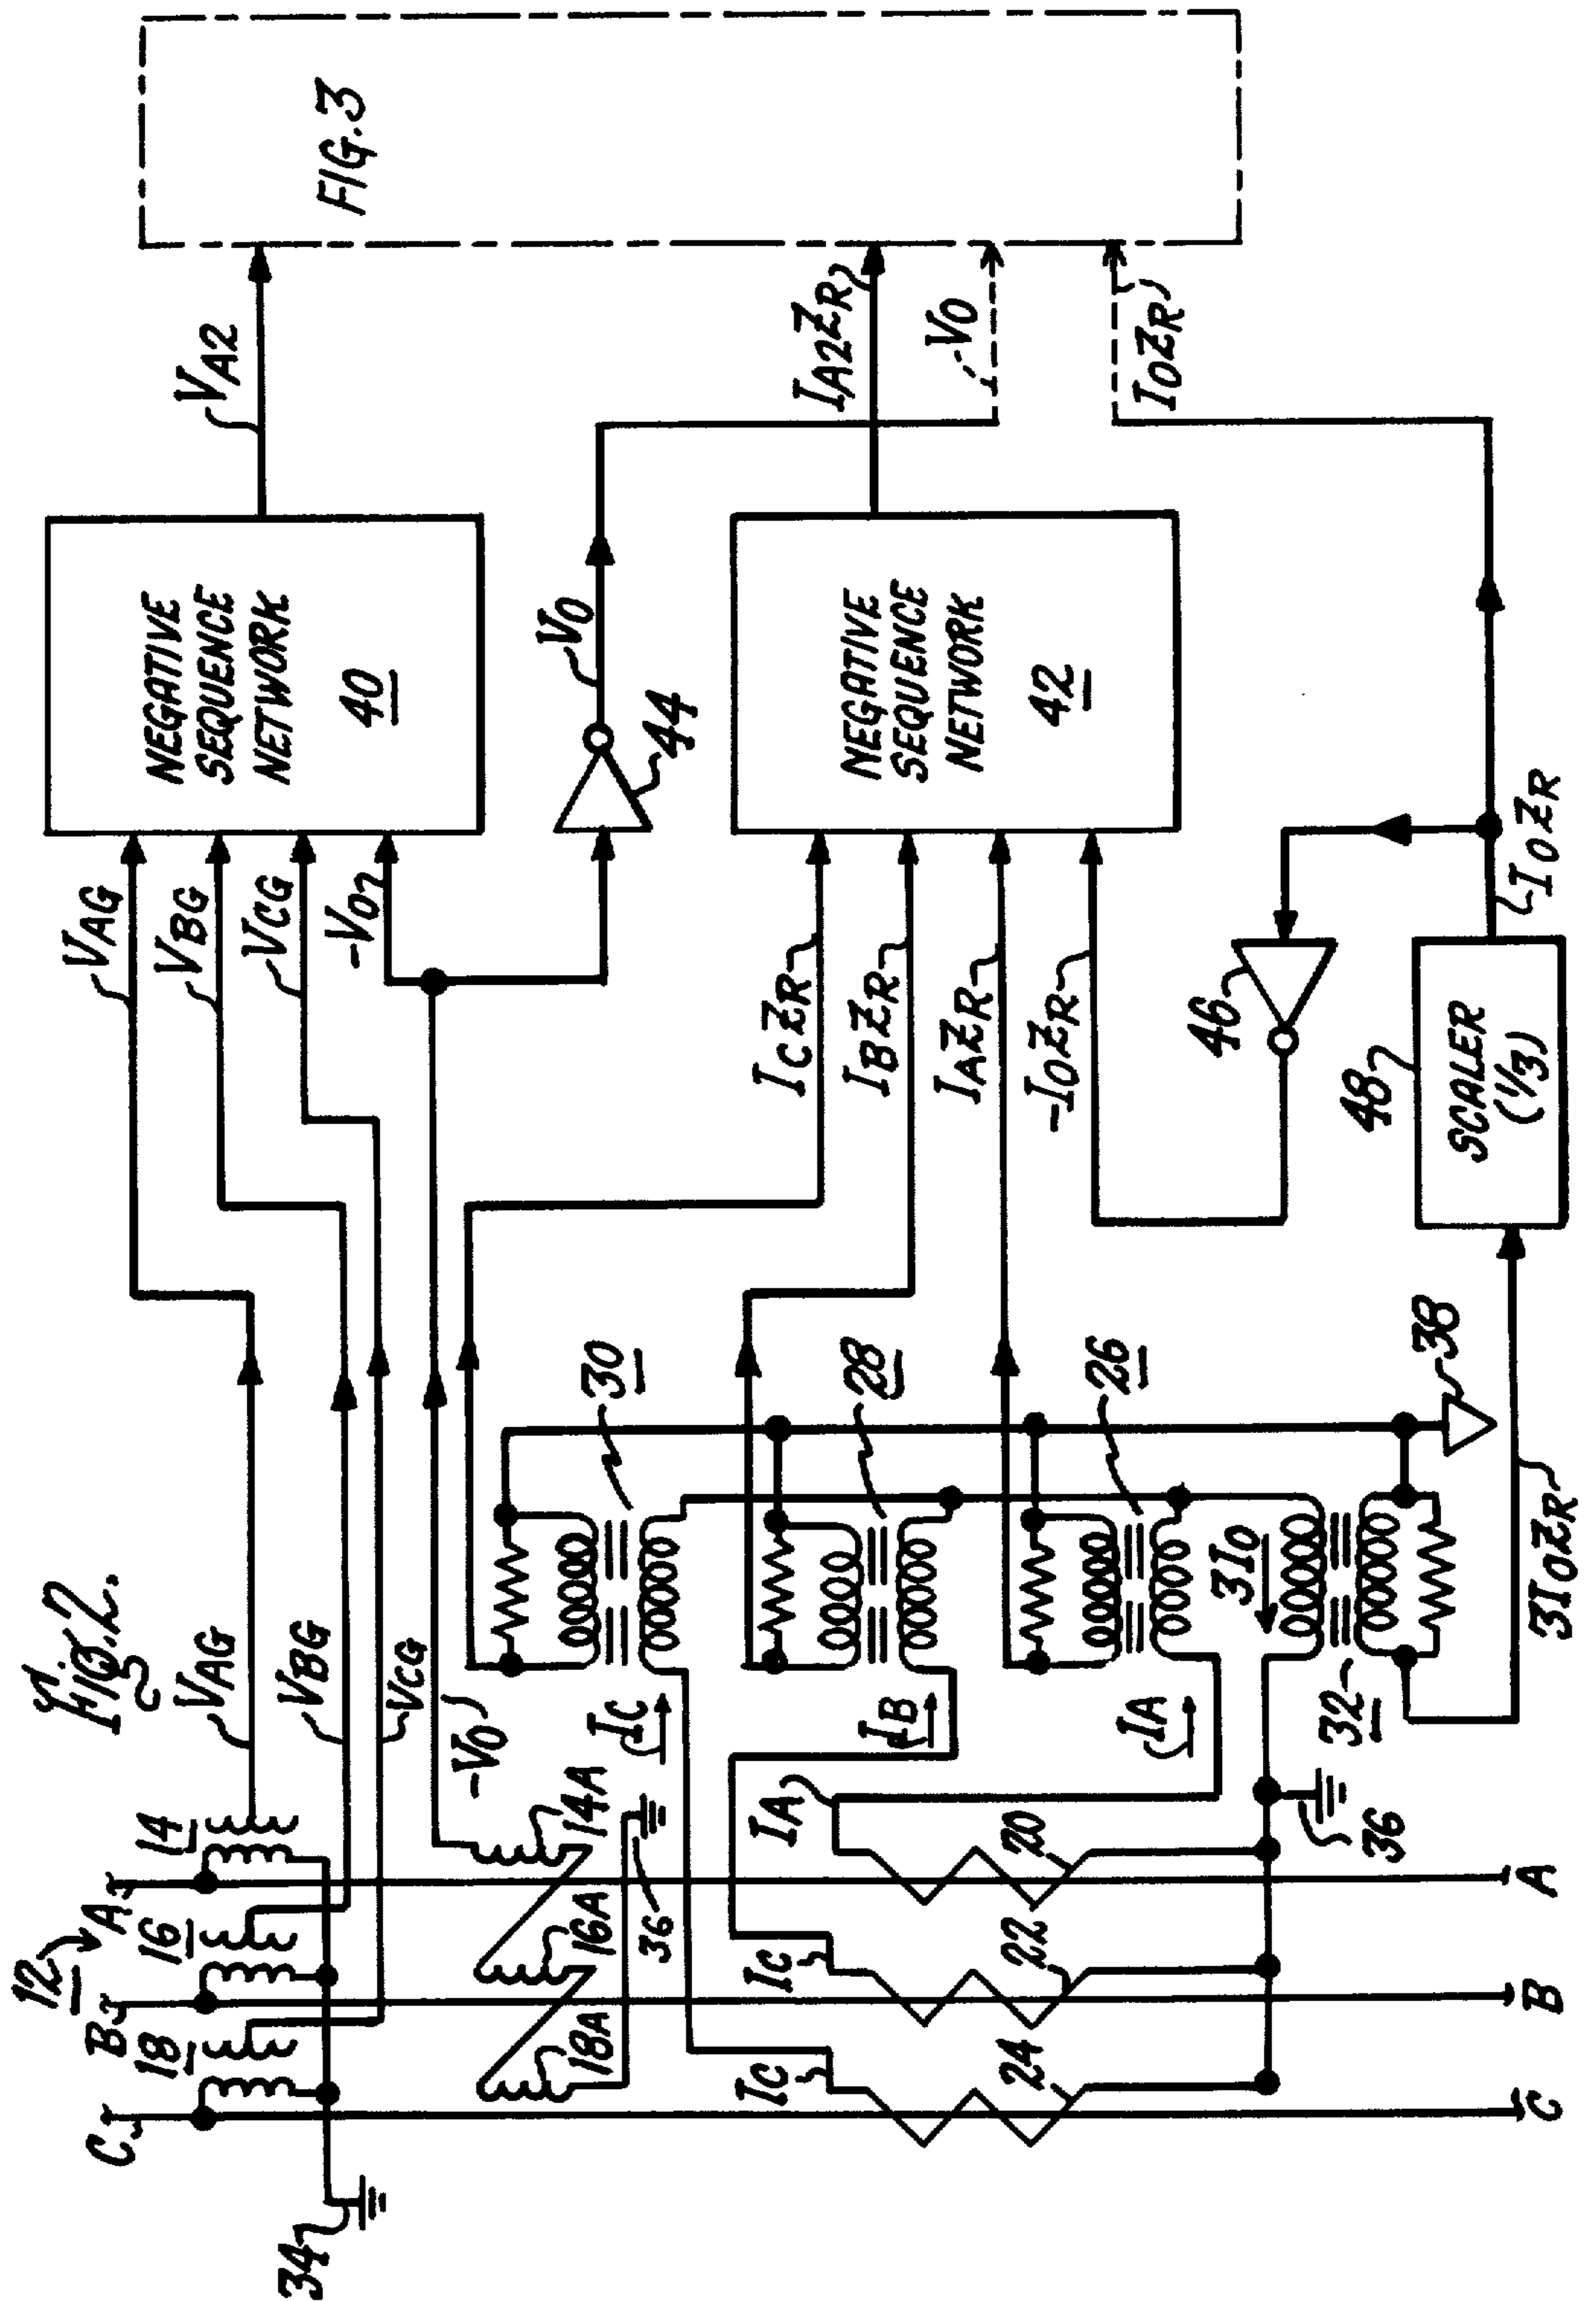 Fig. 2.
12
A
B
C
14
16
18
34
VAG
VBG
VCG
-V0
14A
16A
18A
36
VAG
VBG
VCG
-V0
NEGATIVE
SEQUENCE
NETWORK
40
VA2
FIG. 3
V0
44
IC
30
IB
28
IA
26
3I0
32
38
3I0ZR
IA
IC
IC
20
22
24
36
A
B
C
ICZR
IBZR
IAZR
-I0ZR
NEGATIVE
SEQUENCE
NETWORK
42
IA2ZR
V0
I0ZR
46
48
SCALER
(1/3)
I0ZR